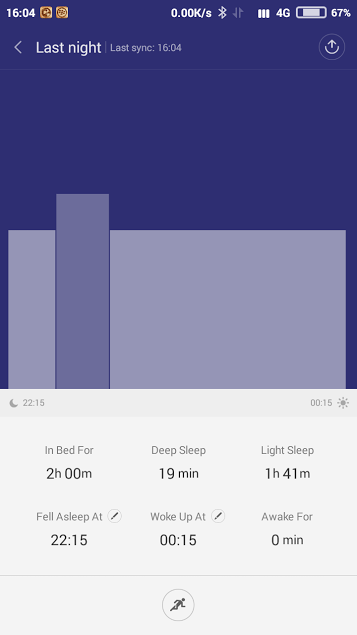 16:04 0.00K/s 4G 67%
Last night Last sync: 16:04
22:15 00:15
In Bed For Deep Sleep Light Sleep
2h 00m 19 min 1h 41m
Fell Asleep At Woke Up At Awake For
22:15 00:15 0 min